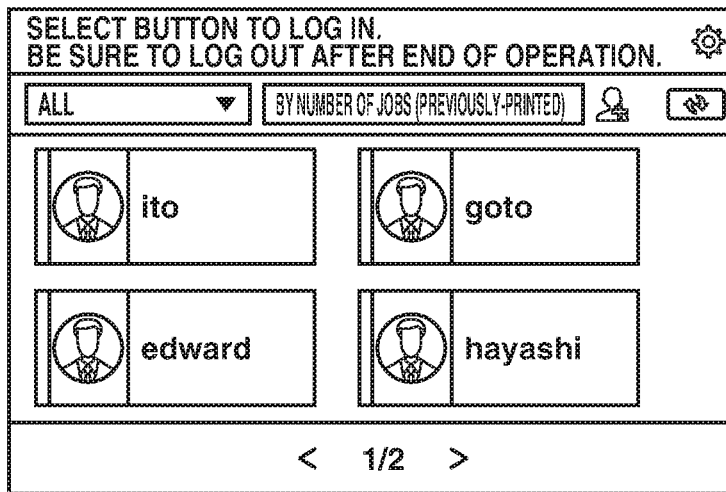 SELECT BUTTON TO LOG IN.
BE SURE TO LOG OUT AFTER END OF OPERATION.
ALL
BY NUMBER OF JOBS (PREVIOUSLY-PRINTED)
ito
goto
edward
hayashi
< 1/2 >